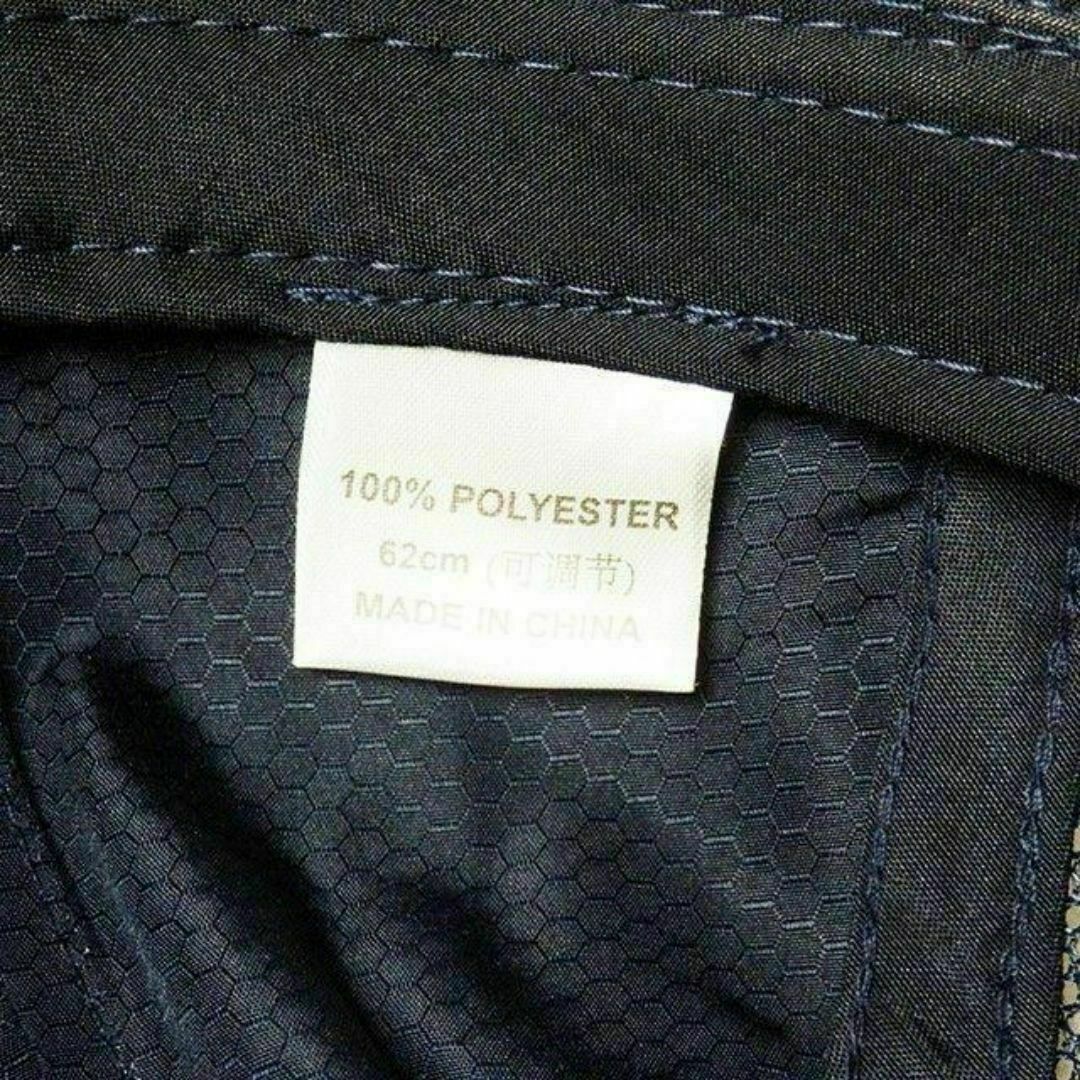 100% POLYESTER
62cm (可调节)
MADE IN CHINA